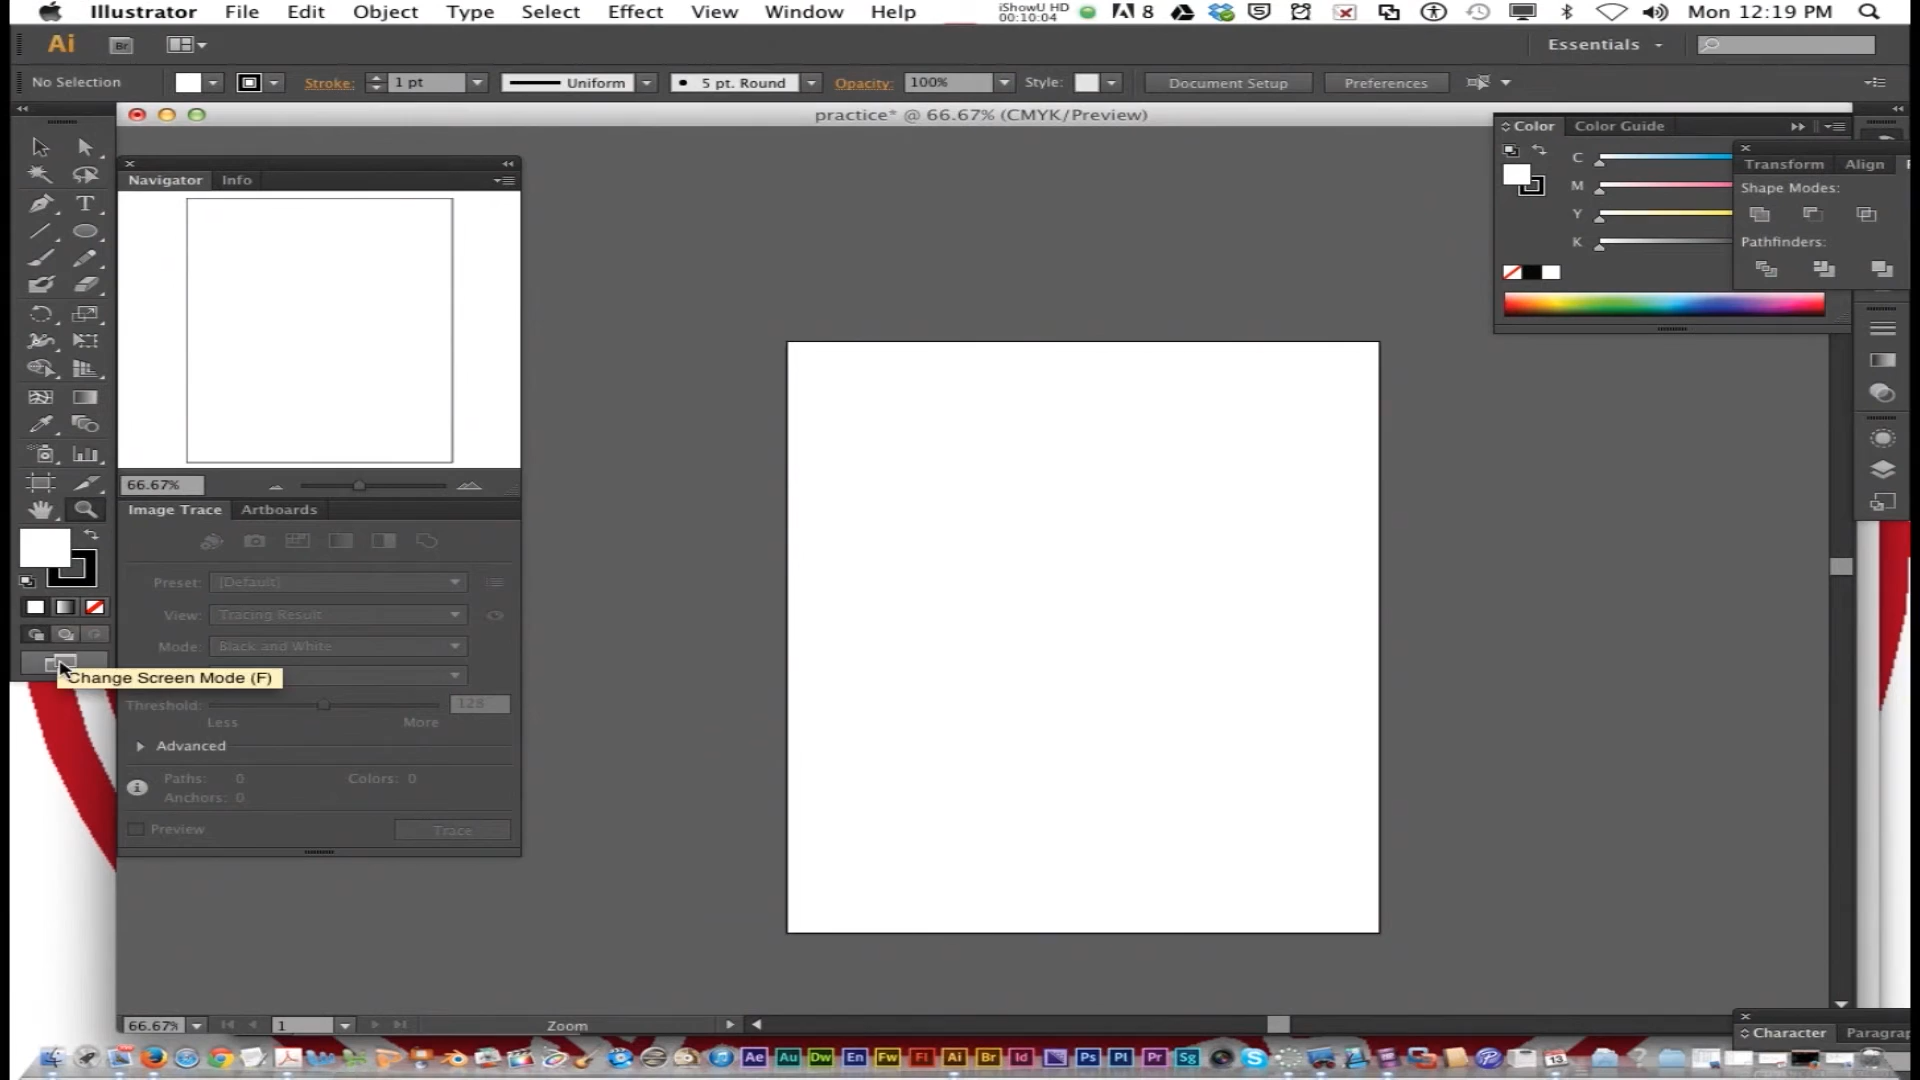 Illustrator File Edit Object Type Select Effect View Window Help iShowU HD 00:10:04 8 Mon 12:19 PM
Ai Br Essentials
No Selection Stroke: 1 pt Uniform 5 pt. Round Opacity: 100% Style: Document Setup Preferences
practice* @ 66.67% (CMYK/Preview)
Color Color Guide
Navigator Info
C
M
Y
K
Transform Align
Shape Modes:
Pathfinders:
T
66.67%
Image Trace Artboards
Preset: [Default]
View: Tracing Result
Mode: Black and White
Change Screen Mode (F)
Threshold: 128
Less More
Advanced
Paths: 0 Colors: 0
Anchors: 0
Preview Trace
66.67% 1 Zoom
Character Paragra
Ae Au Dw En Fw Fl Ai Br Id Ps Pl Pr Sg 13